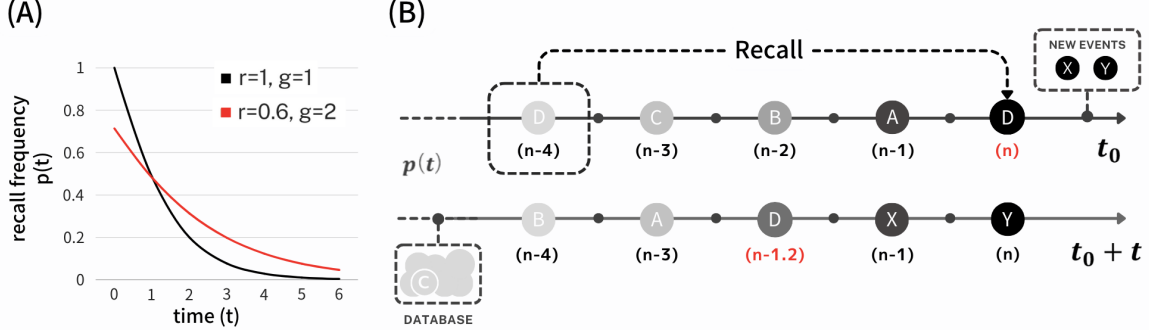 (A)
recall frequency
p(t)
1
0.8
0.6
0.4
0.2
0
0 1 2 3 4 5 6
time (t)
r=1, g=1
r=0.6, g=2
(B)
Recall
NEW EVENTS
X Y
D C B A D
(n-4) (n-3) (n-2) (n-1) (n)
t0
p(t)
B A D X Y
(n-4) (n-3) (n-1.2) (n-1) (n)
t0 + t
C
DATABASE